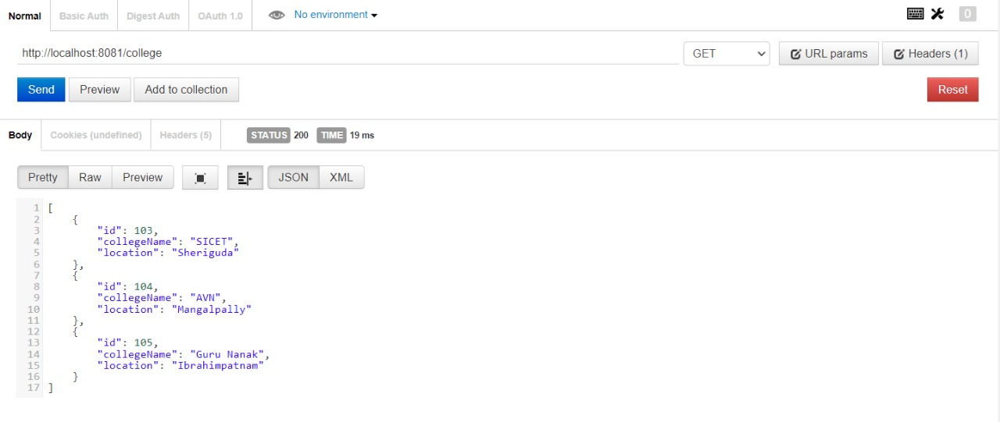 Normal Basic Auth Digest Auth OAuth 1.0 No environment 0
http://localhost:8081/college GET URL params Headers (1)
Send Preview Add to collection Reset
Body Cookies (undefined) Headers (5) STATUS 200 TIME 19 ms
Pretty Raw Preview JSON XML
1 [
2 {
3 "id": 103,
4 "collegeName": "SICET",
5 "location": "Sheriguda"
6 },
7 {
8 "id": 104,
9 "collegeName": "AVN",
10 "location": "Mangalpally"
11 },
12 {
13 "id": 105,
14 "collegeName": "Guru Nanak",
15 "location": "Ibrahimpatnam"
16 }
17 ]